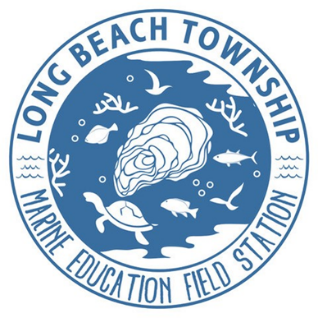 LONG BEACH TOWNSHIP
MARINE EDUCATION FIELD STATION